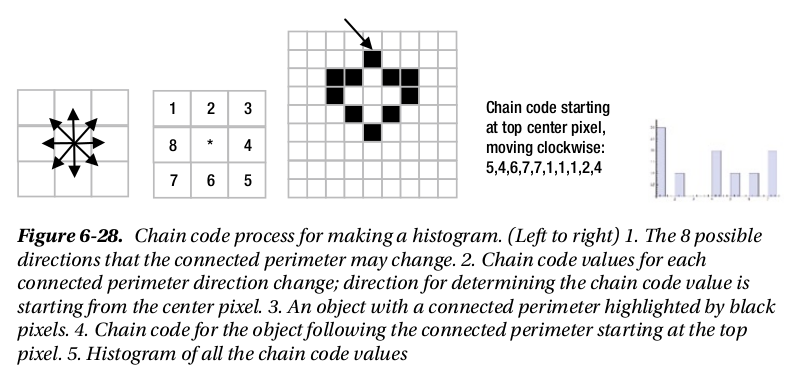 1 2 3
8 * 4
7 6 5
Chain code starting
at top center pixel,
moving clockwise:
5,4,6,7,7,1,1,1,2,4
Figure 6-28. Chain code process for making a histogram. (Left to right) 1. The 8 possible
directions that the connected perimeter may change. 2. Chain code values for each
connected perimeter direction change; direction for determining the chain code value is
starting from the center pixel. 3. An object with a connected perimeter highlighted by black
pixels. 4. Chain code for the object following the connected perimeter starting at the top
pixel. 5. Histogram of all the chain code values